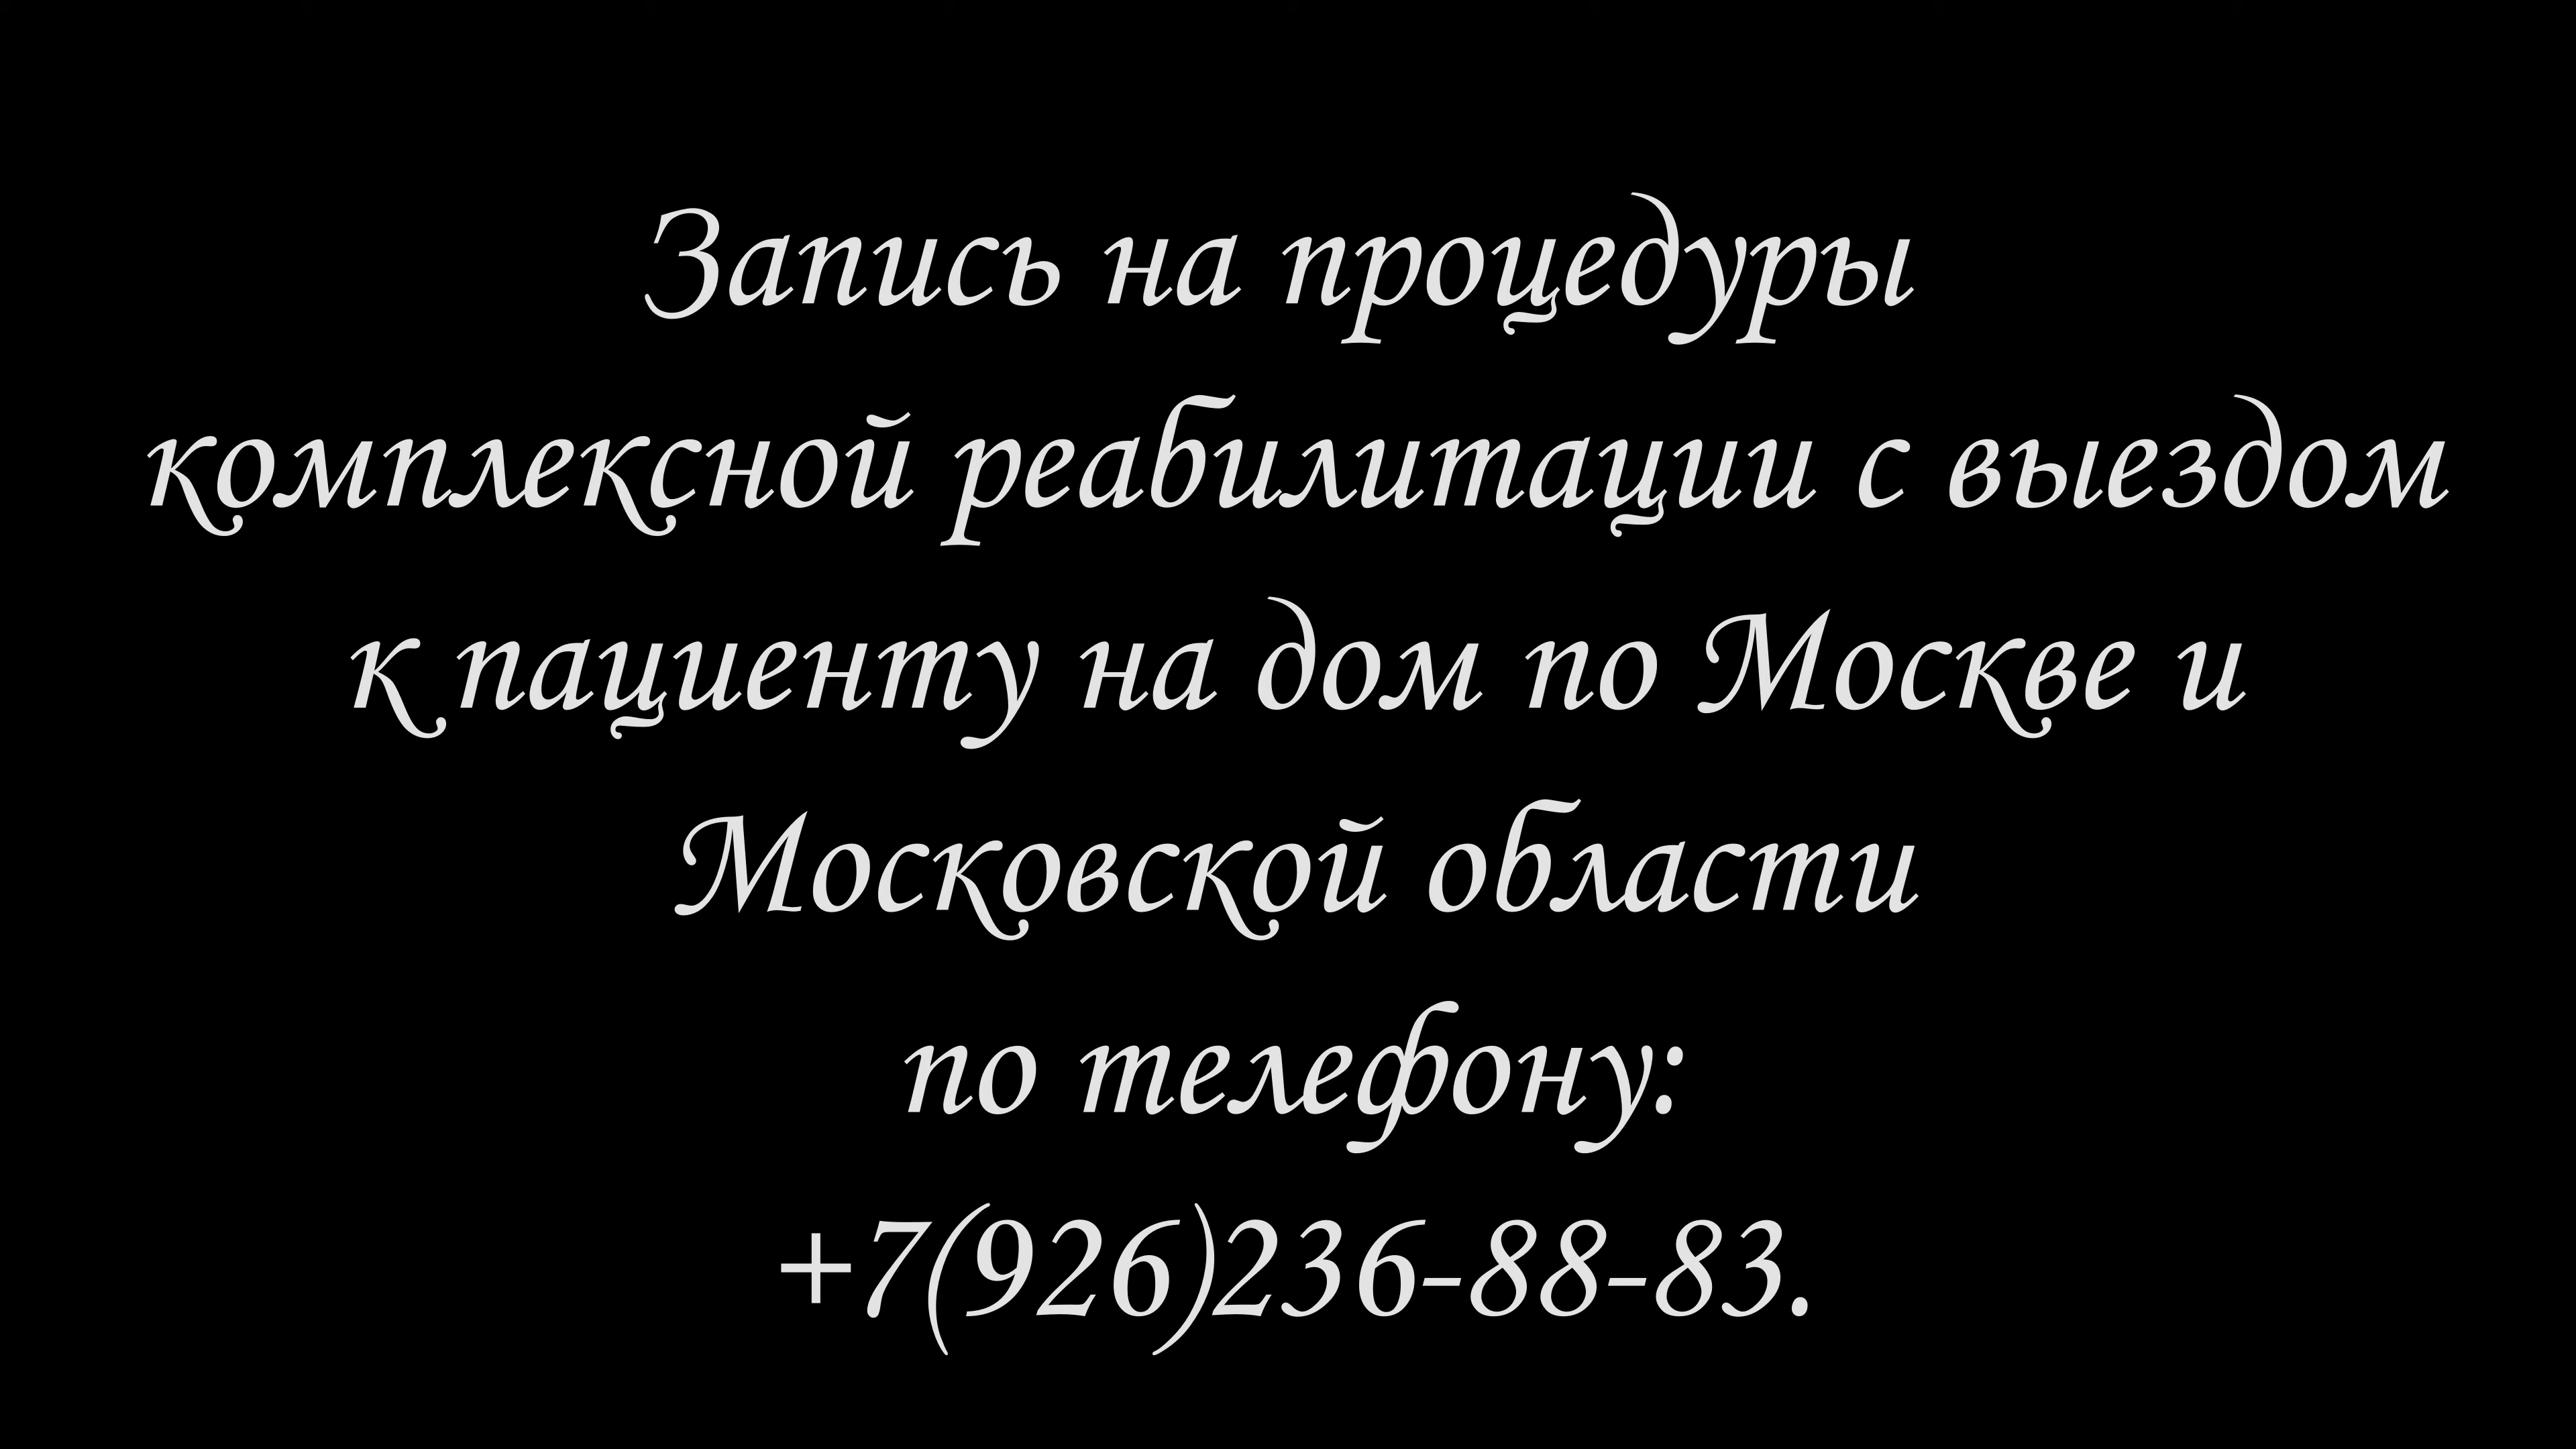 Запись на процедуры
комплексной реабилитации с выездом
к пациенту на дом по Москве и
Московской области
по телефону:
+7(926)236-88-83.